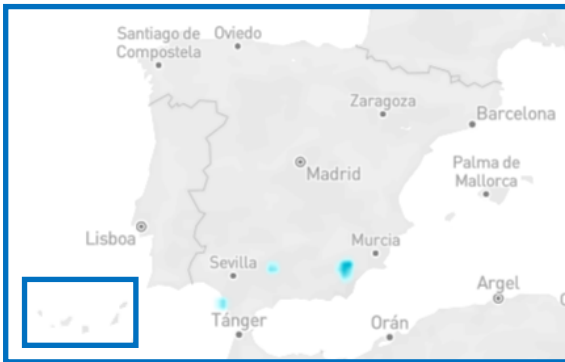 Santiago de
Compostela
Oviedo
Zaragoza
Barcelona
Madrid
Palma de
Mallorca
Lisboa
Murcia
Sevilla
Argel
Tánger
Orán